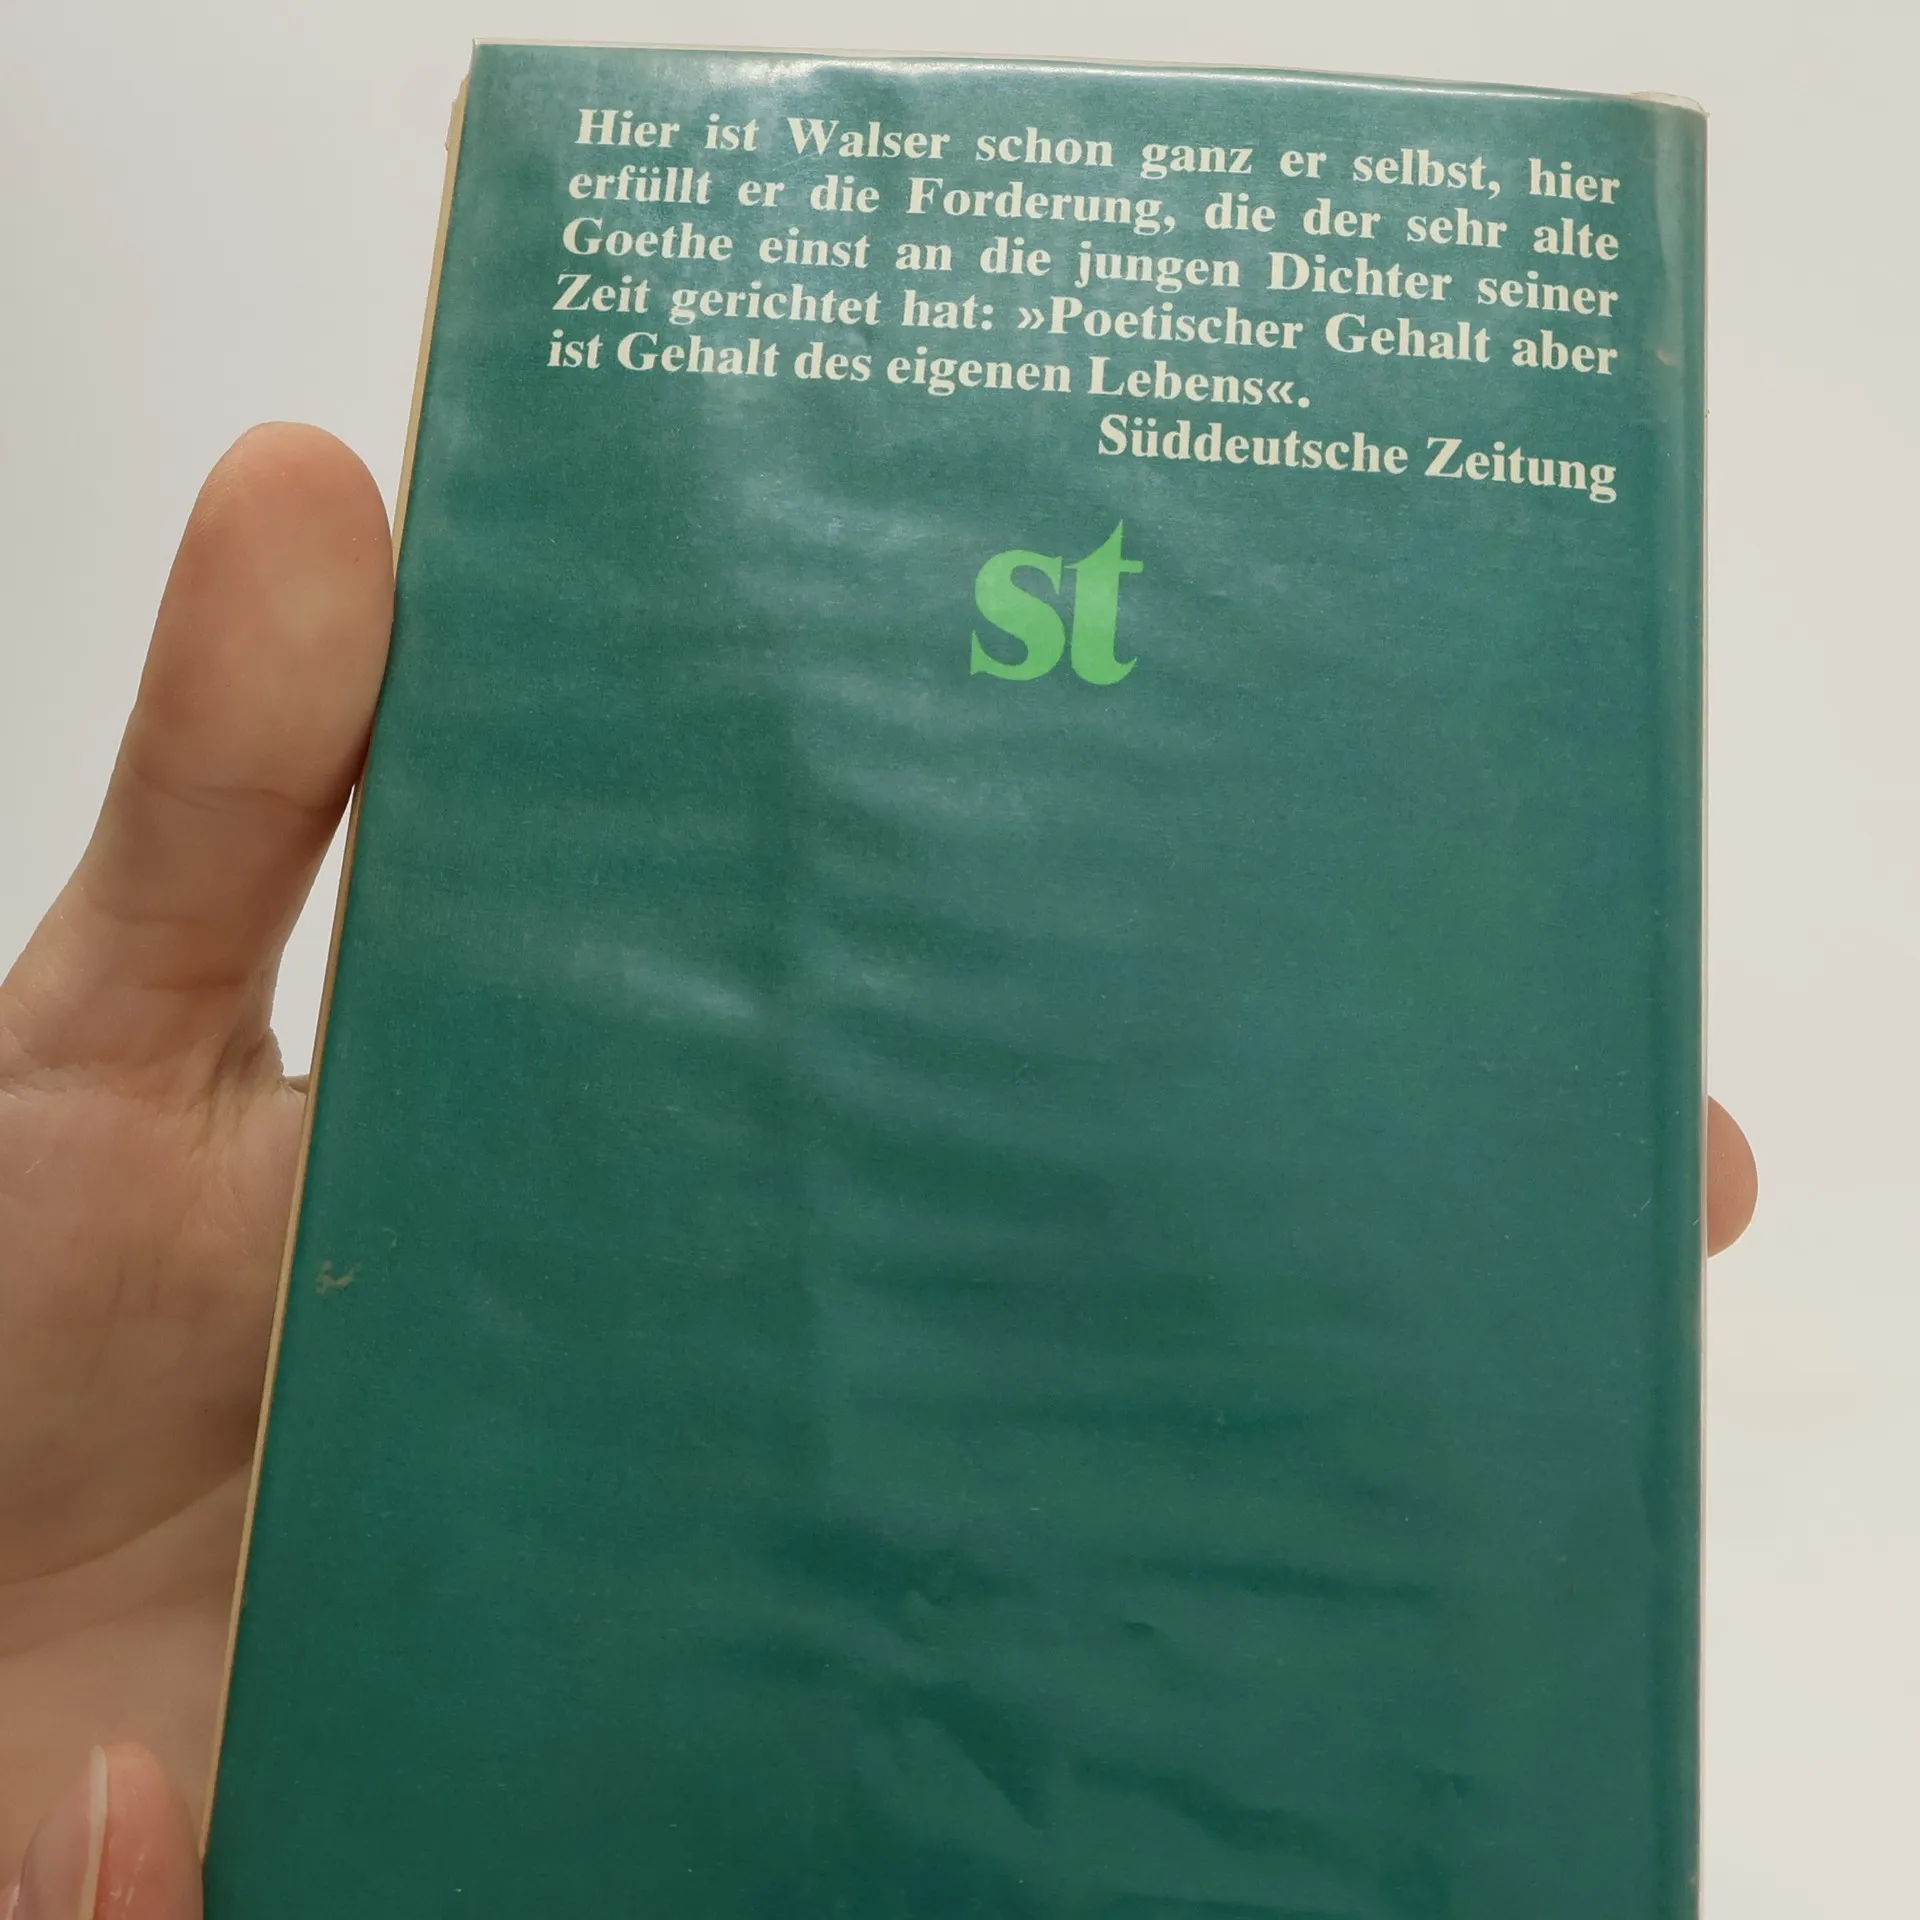 Hier ist Walser schon ganz er selbst, hier
erfüllt er die Forderung, die der sehr alte
Goethe einst an die jungen Dichter seiner
Zeit gerichtet hat: »Poetischer Gehalt aber
ist Gehalt des eigenen Lebens«.
Süddeutsche Zeitung
st